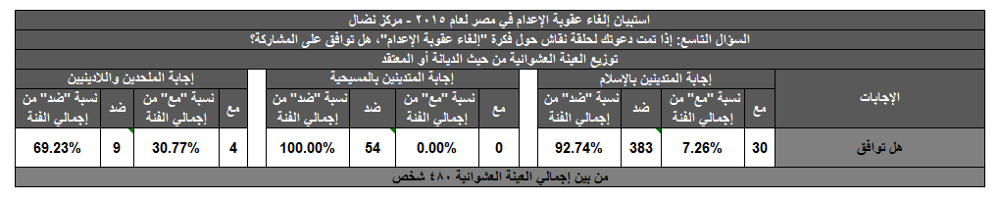 استبيان إلغاء عقوبة الإعدام في مصر لعام ٢٠١٥ - مركز نضال
السؤال التاسع: إذا تمت دعوتك لحلقة نقاش حول فكرة "إلغاء عقوبة الإعدام"، هل توافق على المشاركة؟
توزيع العينة العشوائية من حيث الديانة أو المعتقد
الإجابات
إجابة المتدينين بالإسلام
إجابة المتدينين بالمسيحية
إجابة الملحدين واللادينيين
مع
نسبة "مع" من
إجمالي الفئة
ضد
نسبة "ضد" من
إجمالي الفئة
مع
نسبة "مع" من
إجمالي الفئة
ضد
نسبة "ضد" من
إجمالي الفئة
مع
نسبة "مع" من
إجمالي الفئة
ضد
نسبة "ضد" من
إجمالي الفئة
هل توافق 30 7.26% 383 92.74% 0 0.00% 54 100.00% 4 30.77% 9 69.23%
من بين إجمالي العينة العشوانية ٤٨٠ شخص